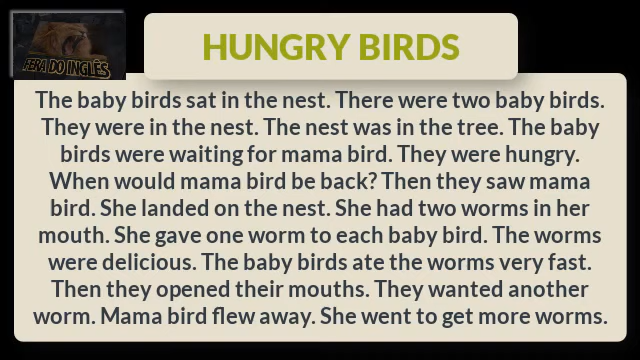 FERA DO INGLÊS
HUNGRY BIRDS
The baby birds sat in the nest. There were two baby birds.
They were in the nest. The nest was in the tree. The baby
birds were waiting for mama bird. They were hungry.
When would mama bird be back? Then they saw mama
bird. She landed on the nest. She had two worms in her
mouth. She gave one worm to each baby bird. The worms
were delicious. The baby birds ate the worms very fast.
Then they opened their mouths. They wanted another
worm. Mama bird flew away. She went to get more worms.